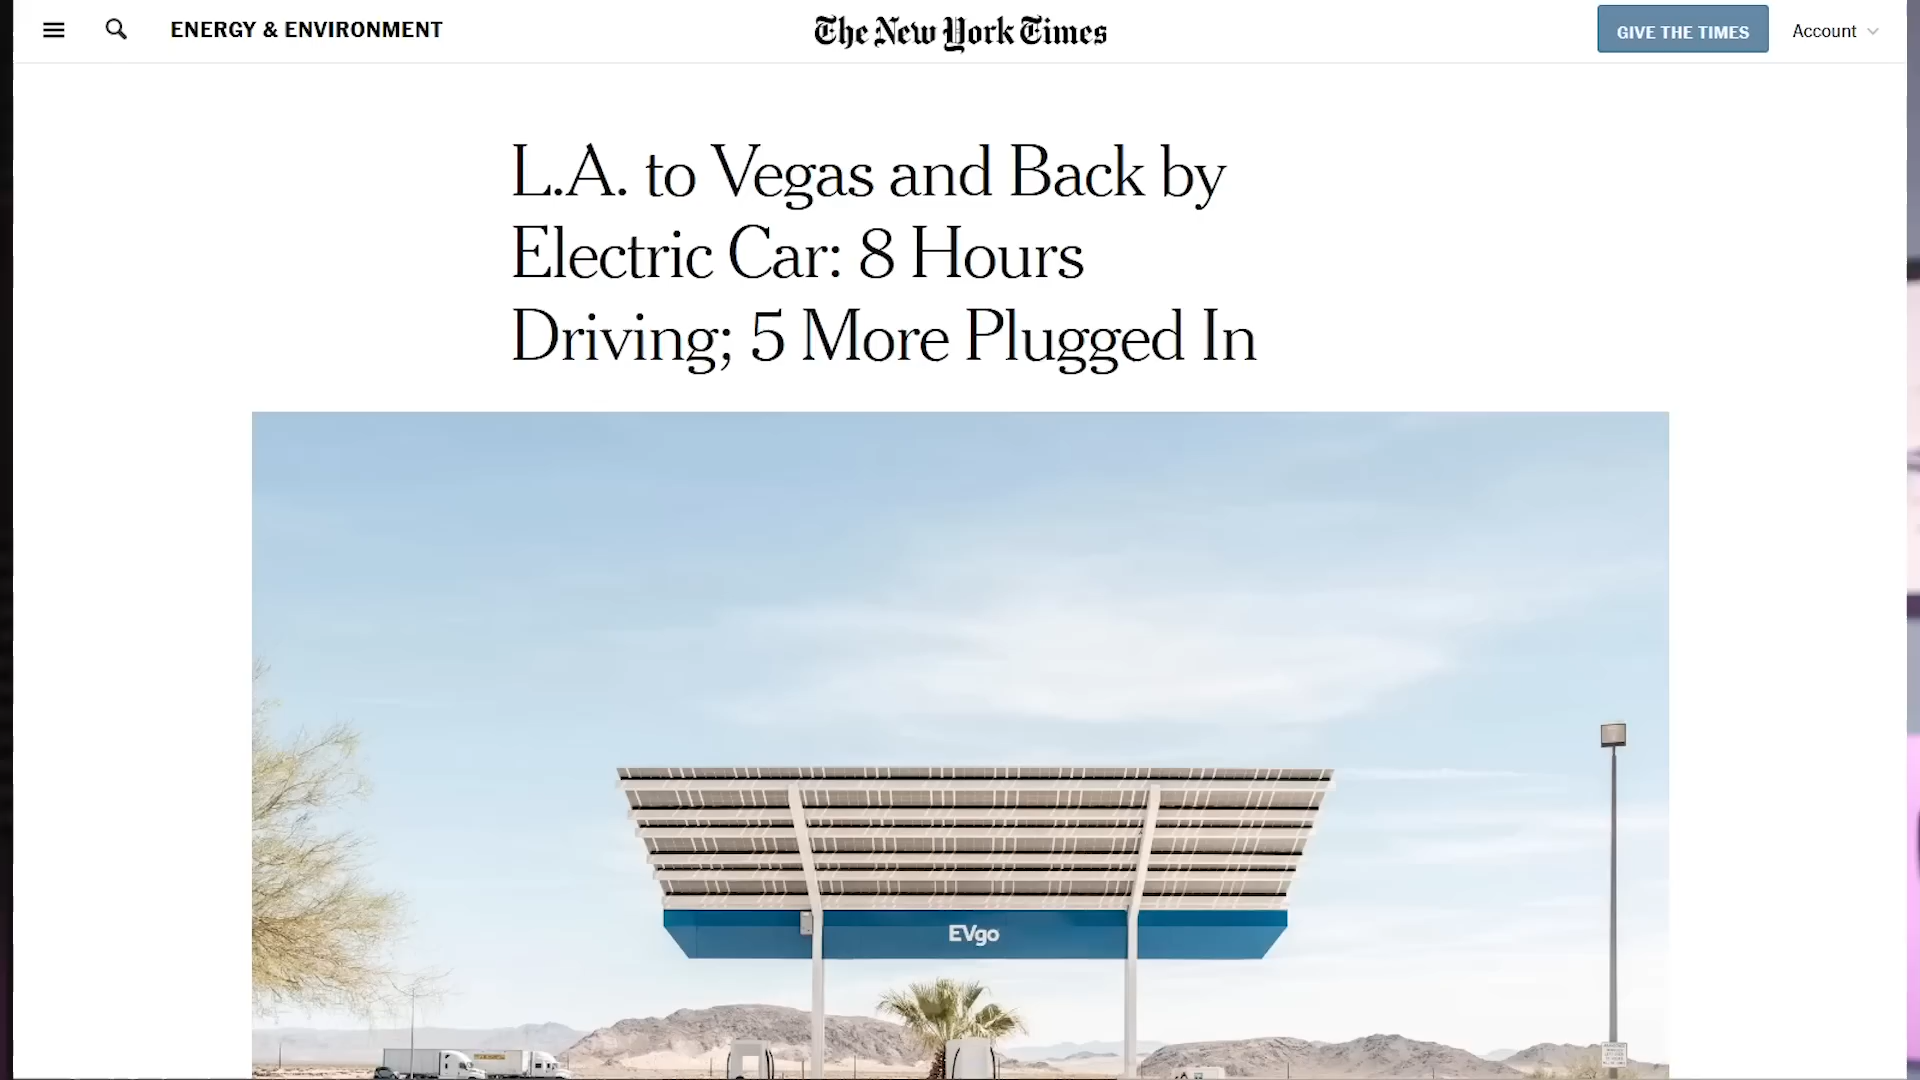 ENERGY & ENVIRONMENT
The New York Times
GIVE THE TIMES
Account
L.A. to Vegas and Back by
Electric Car: 8 Hours
Driving; 5 More Plugged In
EVgo